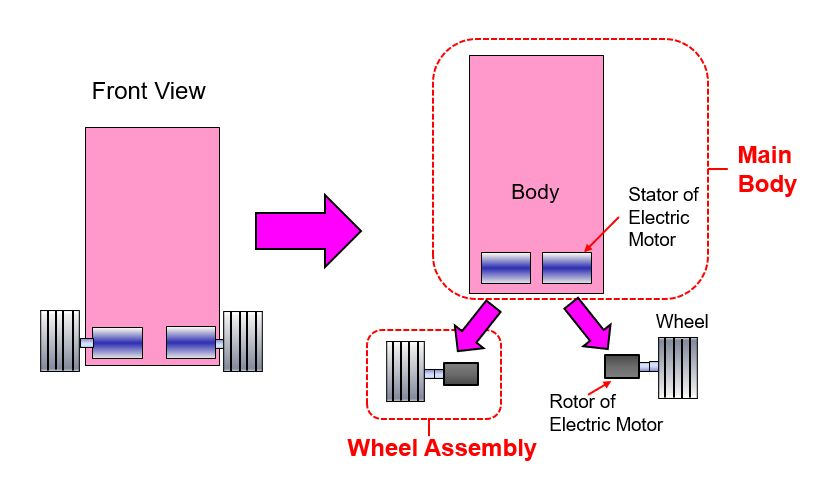 Front View
Body
Stator of
Electric
Motor
Main
Body
Wheel
Rotor of
Electric Motor
Wheel Assembly